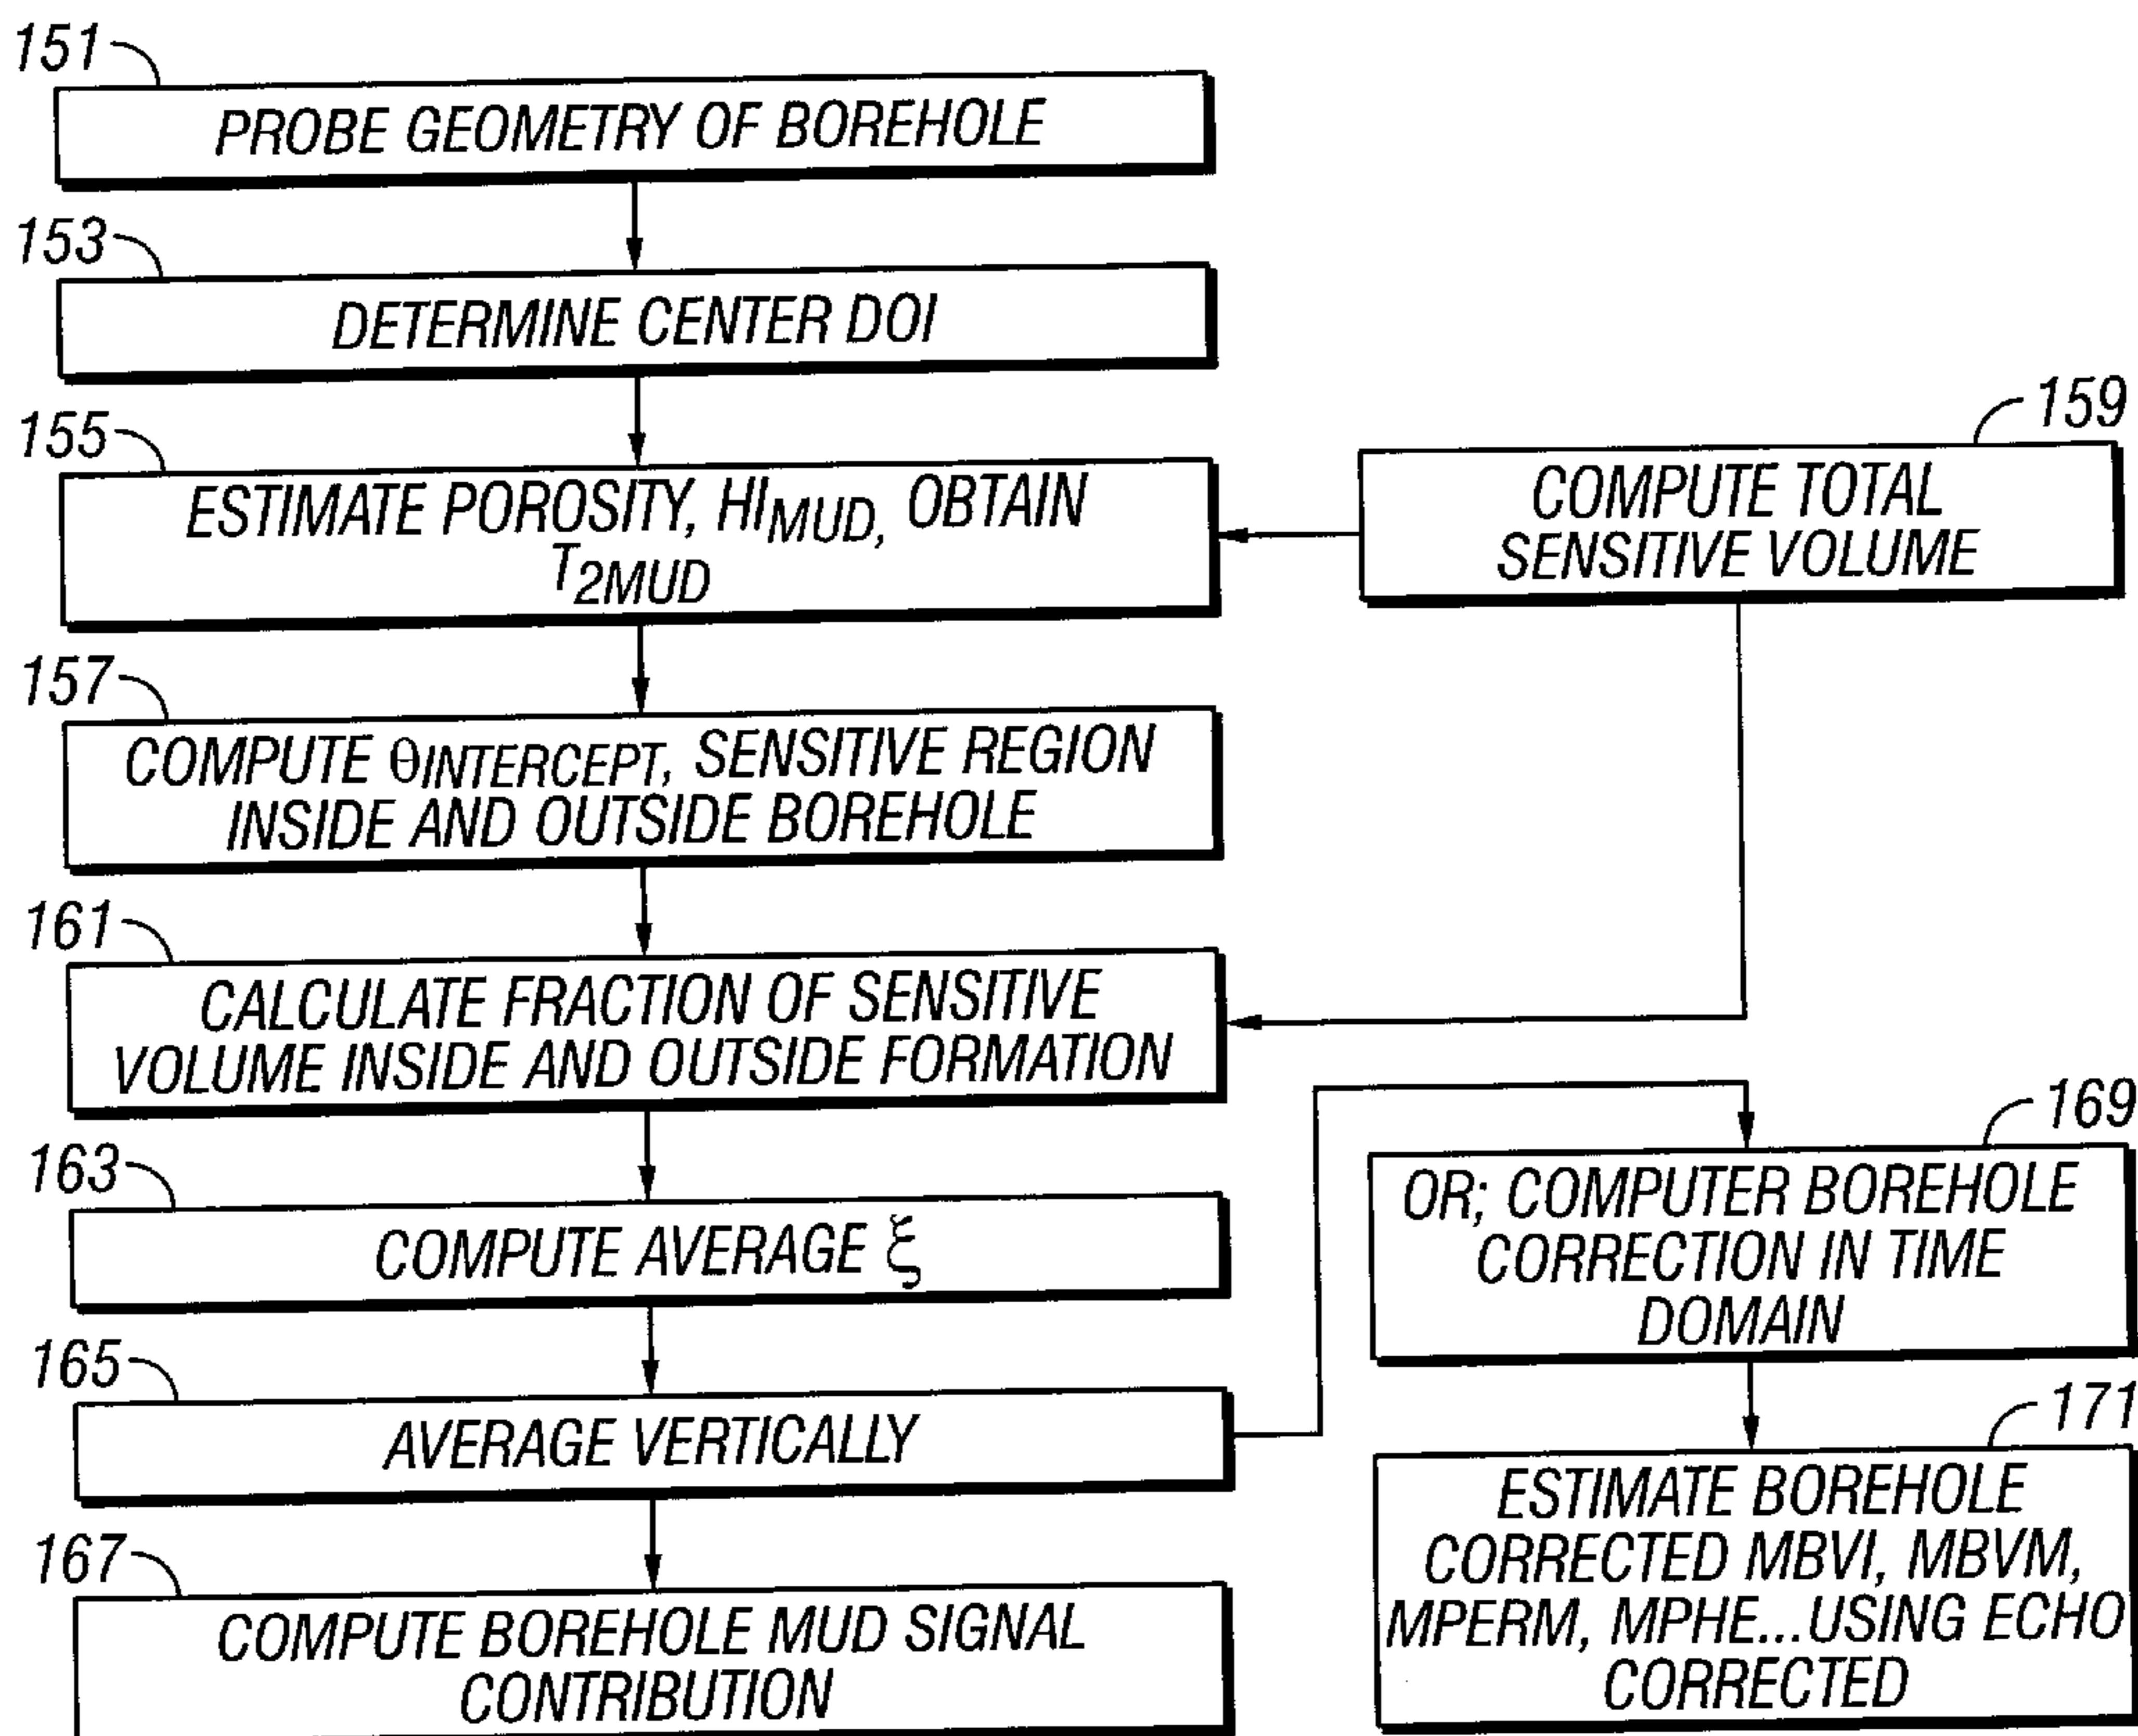 151
PROBE GEOMETRY OF BOREHOLE
153
DETERMINE CENTER DOI
155
ESTIMATE POROSITY, HI_MUD, OBTAIN
T_2MUD
159
COMPUTE TOTAL
SENSITIVE VOLUME
157
COMPUTE θ_INTERCEPT, SENSITIVE REGION
INSIDE AND OUTSIDE BOREHOLE
161
CALCULATE FRACTION OF SENSITIVE
VOLUME INSIDE AND OUTSIDE FORMATION
163
COMPUTE AVERAGE ξ
165
AVERAGE VERTICALLY
167
COMPUTE BOREHOLE MUD SIGNAL
CONTRIBUTION
169
OR; COMPUTER BOREHOLE
CORRECTION IN TIME
DOMAIN
171
ESTIMATE BOREHOLE
CORRECTED MBVI, MBVM,
MPERM, MPHE...USING ECHO
CORRECTED